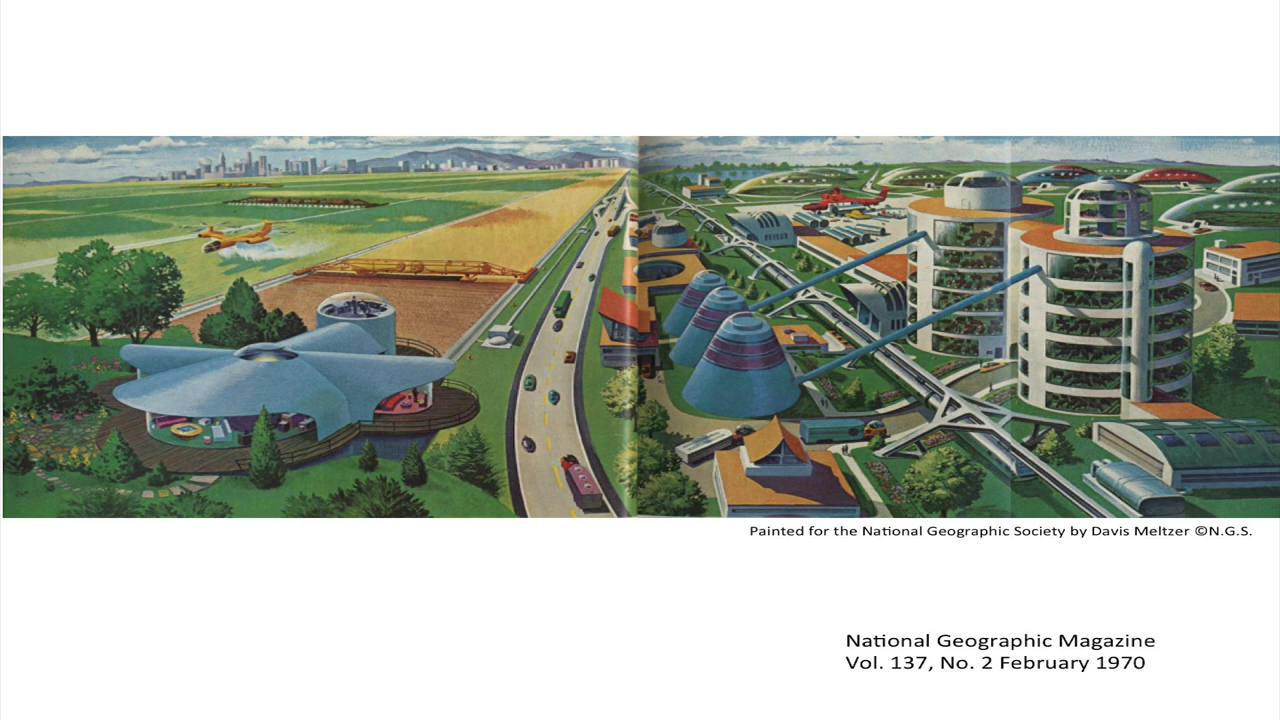 Painted for the National Geographic Society by Davis Meltzer ©N.G.S.
National Geographic Magazine
Vol. 137, No. 2 February 1970